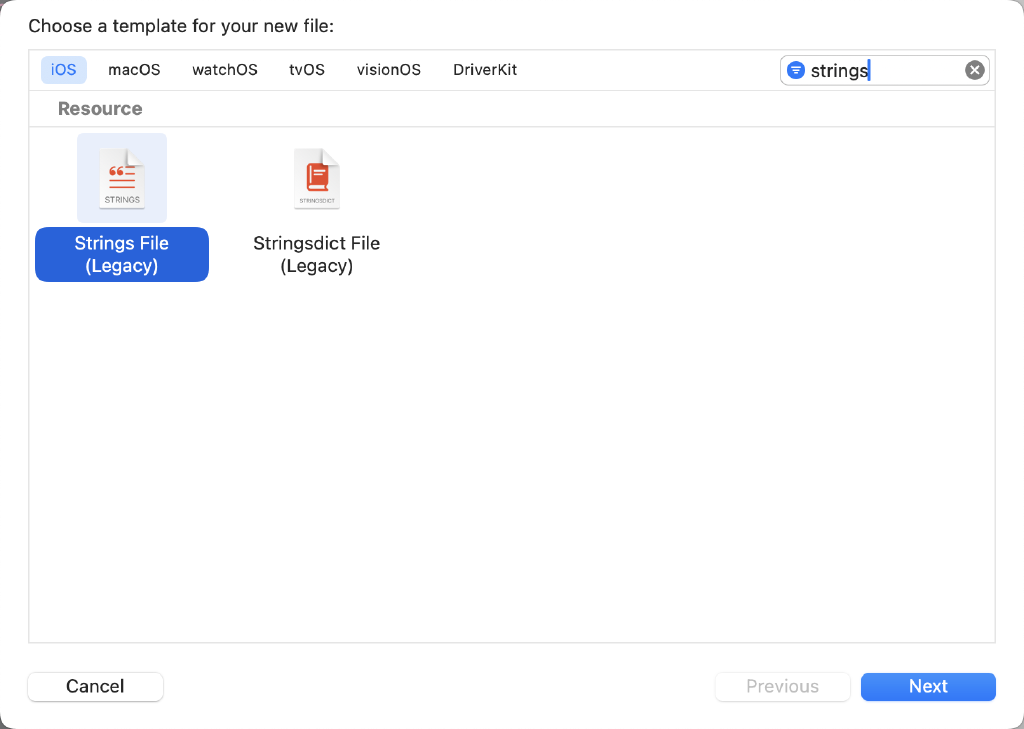 Choose a template for your new file:
iOS macOS watchOS tvOS visionOS DriverKit strings
Resource
STRINGS STRINGSDICT
Strings File Stringsdict File
(Legacy) (Legacy)
Cancel Previous Next